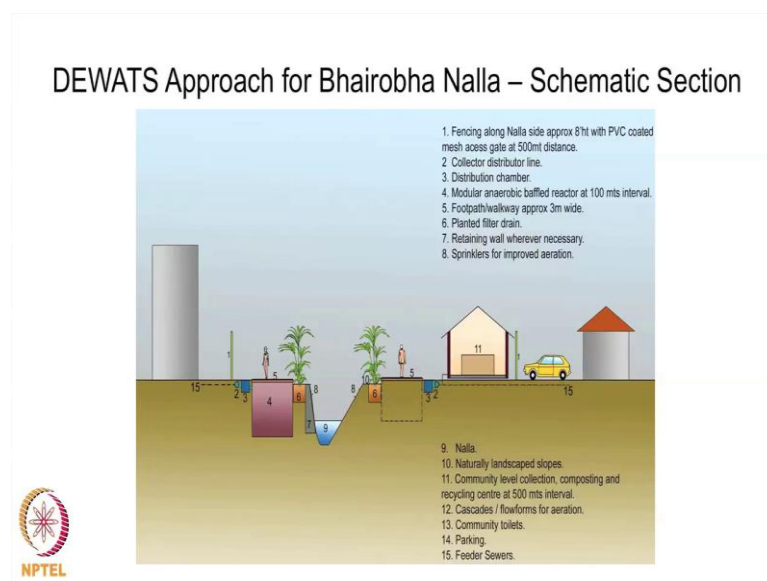 DEWATS Approach for Bhairobha Nalla – Schematic Section
1. Fencing along Nalla side approx 8'ht with PVC coated
mesh acess gate at 500mt distance.
2 Collector distributor line.
3. Distribution chamber.
4. Modular anaerobic baffled reactor at 100 mts interval.
5. Footpath/walkway approx 3m wide.
6. Planted filter drain.
7. Retaining wall wherever necessary.
8. Sprinklers for improved aeration.
11
1
5
10
5
15
2
3
4
6
8
7
9
8
6
3
2
15
9. Nalla.
10. Naturally landscaped slopes.
11. Community level collection, composting and
recycling centre at 500 mts interval.
12. Cascades / flowforms for aeration.
13. Community toilets.
14. Parking.
15. Feeder Sewers.
NPTEL